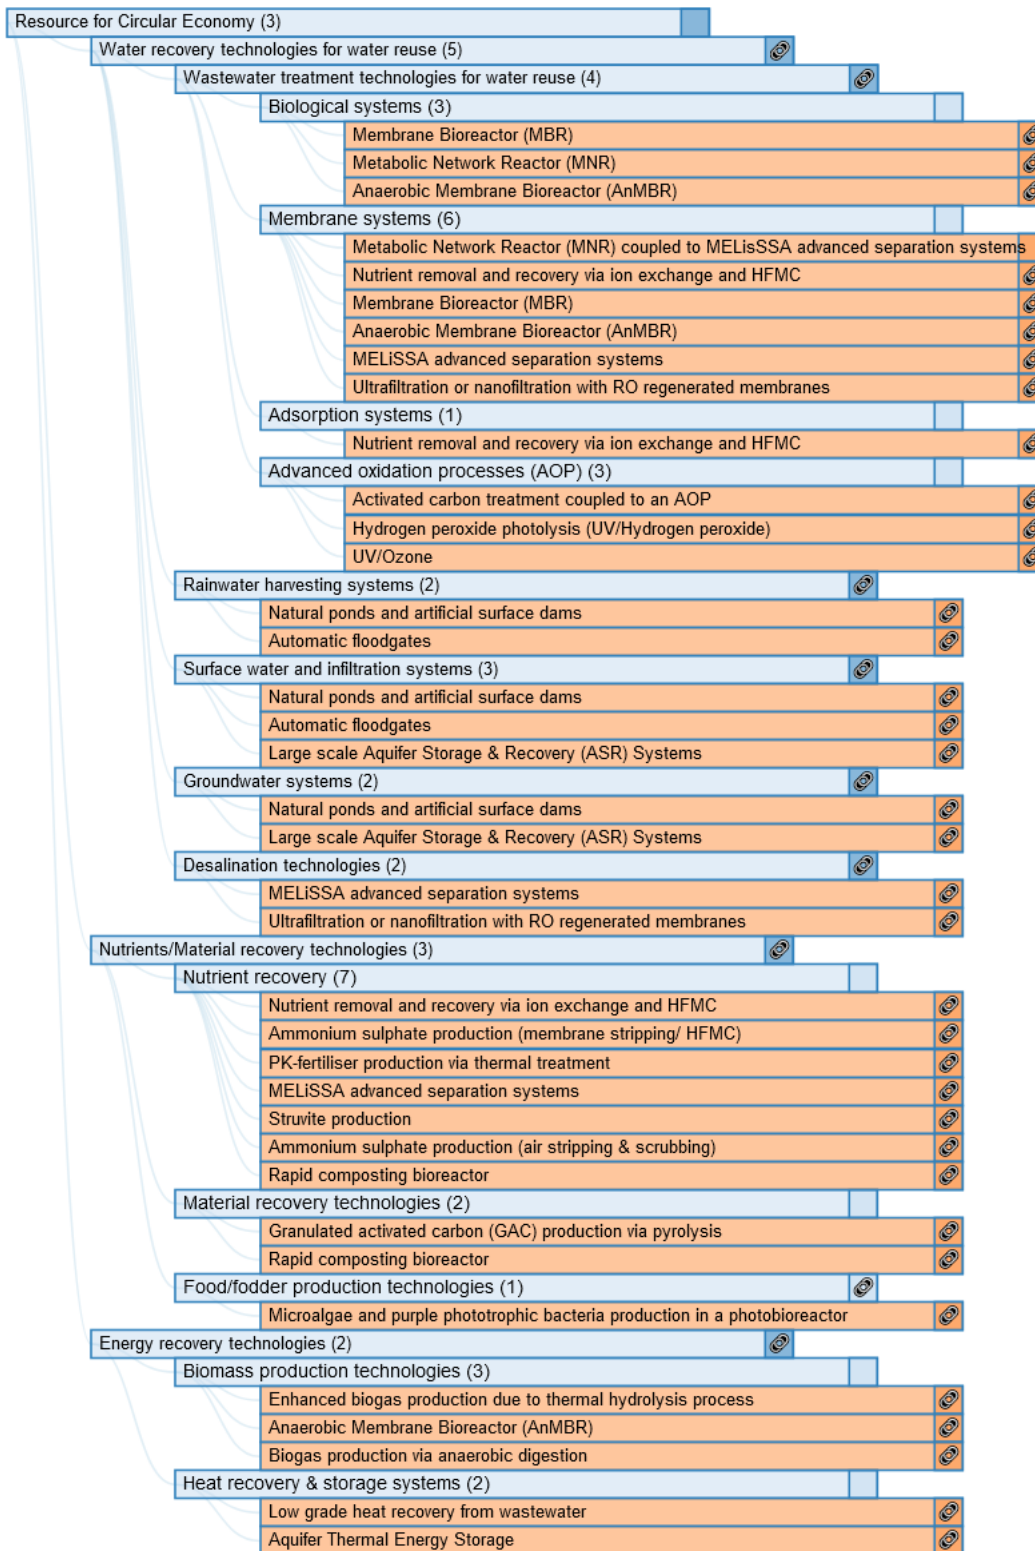 Resource for Circular Economy (3)
Water recovery technologies for water reuse (5)
Wastewater treatment technologies for water reuse (4)
Biological systems (3)
Membrane Bioreactor (MBR)
Metabolic Network Reactor (MNR)
Anaerobic Membrane Bioreactor (AnMBR)
Membrane systems (6)
Metabolic Network Reactor (MNR) coupled to MELisSSA advanced separation systems
Nutrient removal and recovery via ion exchange and HFMC
Membrane Bioreactor (MBR)
Anaerobic Membrane Bioreactor (AnMBR)
MELiSSA advanced separation systems
Ultrafiltration or nanofiltration with RO regenerated membranes
Adsorption systems (1)
Nutrient removal and recovery via ion exchange and HFMC
Advanced oxidation processes (AOP) (3)
Activated carbon treatment coupled to an AOP
Hydrogen peroxide photolysis (UV/Hydrogen peroxide)
UV/Ozone
Rainwater harvesting systems (2)
Natural ponds and artificial surface dams
Automatic floodgates
Surface water and infiltration systems (3)
Natural ponds and artificial surface dams
Automatic floodgates
Large scale Aquifer Storage & Recovery (ASR) Systems
Groundwater systems (2)
Natural ponds and artificial surface dams
Large scale Aquifer Storage & Recovery (ASR) Systems
Desalination technologies (2)
MELiSSA advanced separation systems
Ultrafiltration or nanofiltration with RO regenerated membranes
Nutrients/Material recovery technologies (3)
Nutrient recovery (7)
Nutrient removal and recovery via ion exchange and HFMC
Ammonium sulphate production (membrane stripping/ HFMC)
PK-fertiliser production via thermal treatment
MELiSSA advanced separation systems
Struvite production
Ammonium sulphate production (air stripping & scrubbing)
Rapid composting bioreactor
Material recovery technologies (2)
Granulated activated carbon (GAC) production via pyrolysis
Rapid composting bioreactor
Food/fodder production technologies (1)
Microalgae and purple phototrophic bacteria production in a photobioreactor
Energy recovery technologies (2)
Biomass production technologies (3)
Enhanced biogas production due to thermal hydrolysis process
Anaerobic Membrane Bioreactor (AnMBR)
Biogas production via anaerobic digestion
Heat recovery & storage systems (2)
Low grade heat recovery from wastewater
Aquifer Thermal Energy Storage